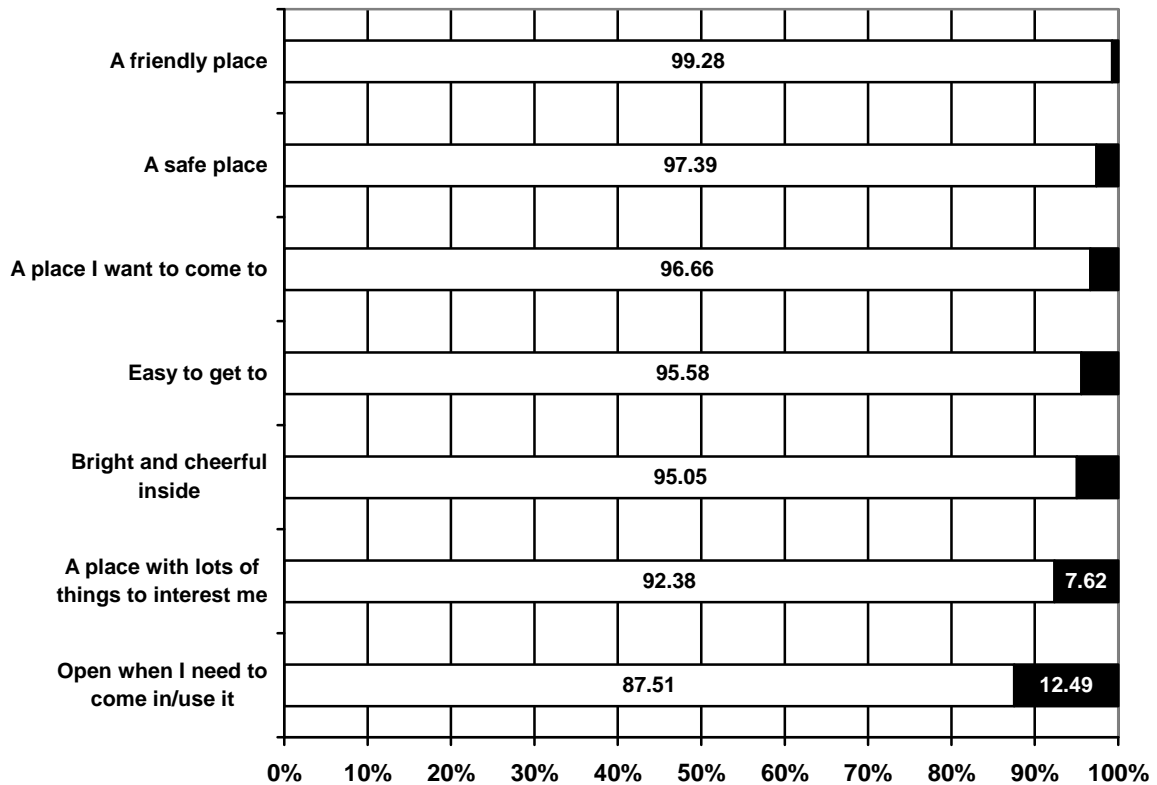 A friendly place
99.28
A safe place
97.39
A place I want to come to
96.66
Easy to get to
95.58
Bright and cheerful
inside
95.05
A place with lots of
things to interest me
92.38
7.62
Open when I need to
come in/use it
87.51
12.49
0%
10%
20%
30%
40%
50%
60%
70%
80%
90%
100%